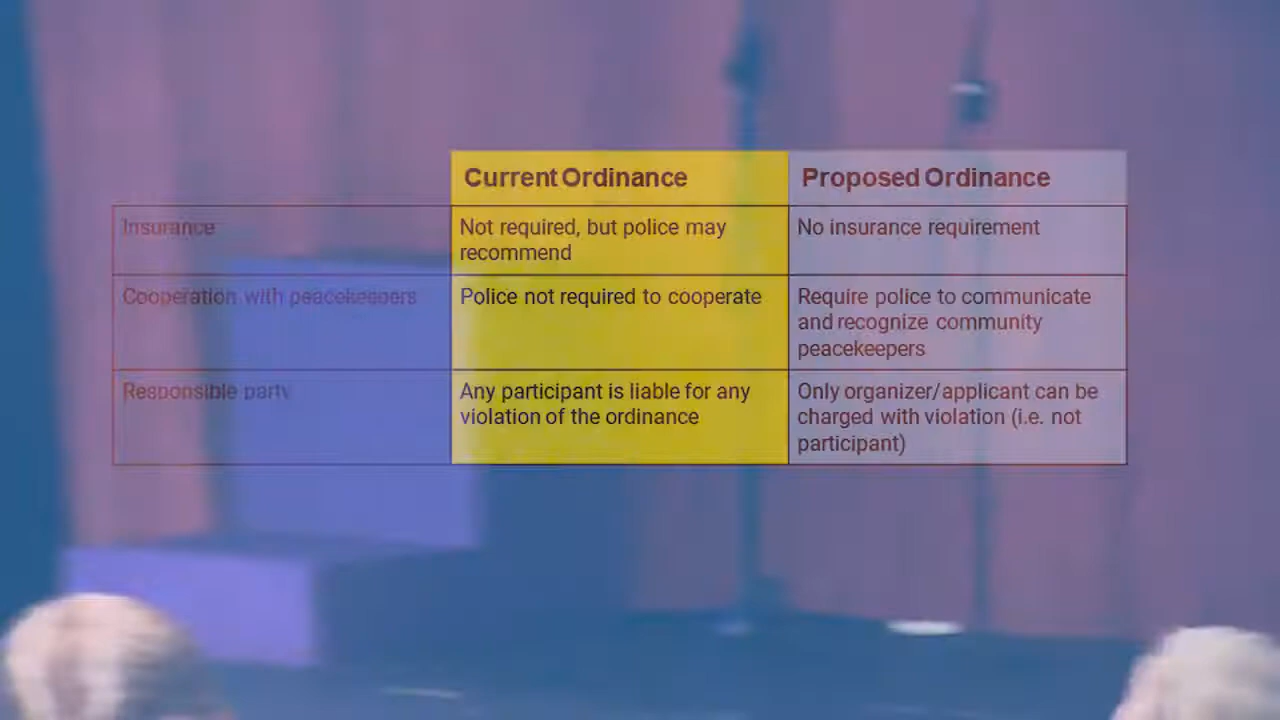 Current Ordinance
Proposed Ordinance
Insurance
Not required, but police may
recommend
No insurance requirement
Cooperation with peacekeepers
Police not required to cooperate
Require police to communicate
and recognize community
peacekeepers
Responsible party
Any participant is liable for any
violation of the ordinance
Only organizer/applicant can be
charged with violation (i.e. not
participant)